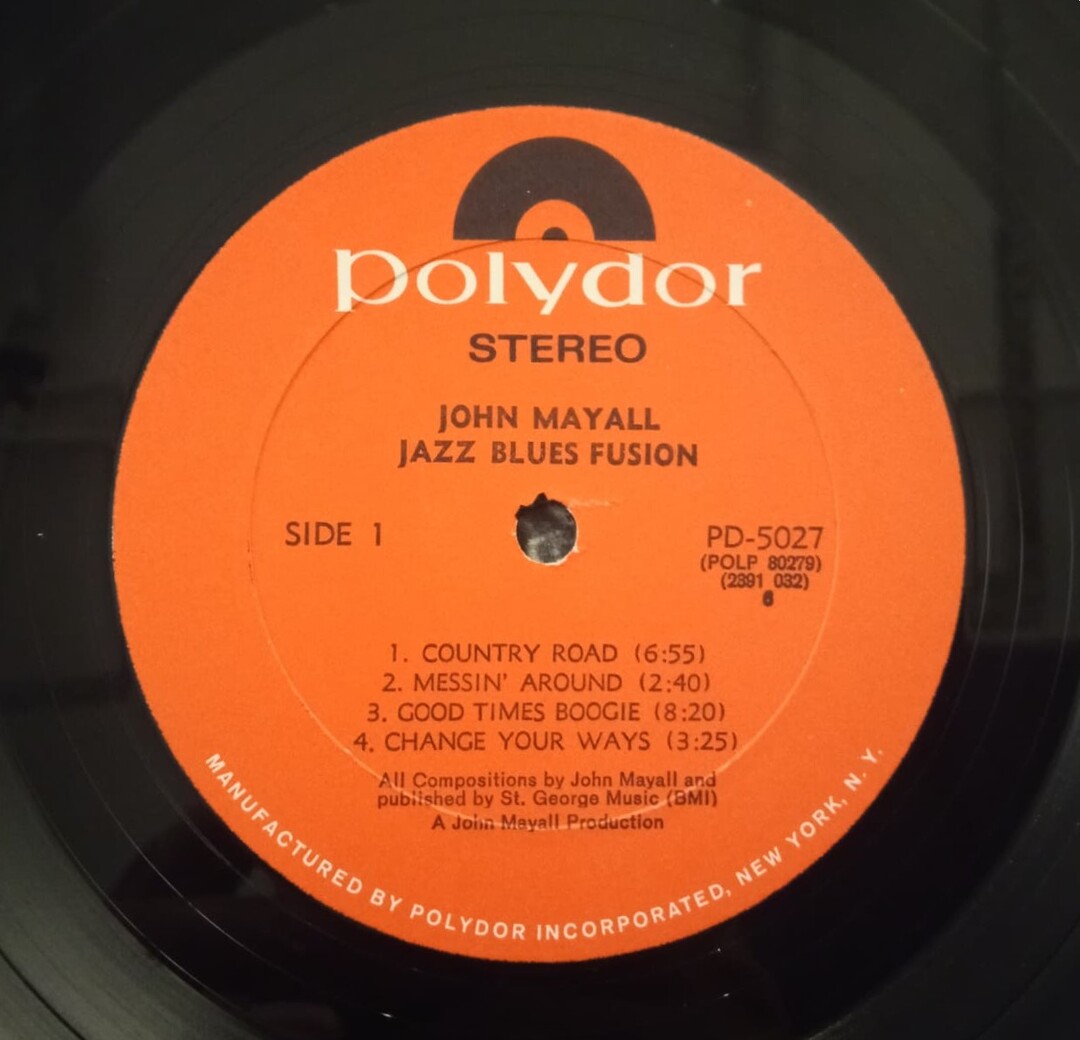 polydor
STEREO
JOHN MAYALL
JAZZ BLUES FUSION
SIDE 1
PD-5027
(POLP 80279)
(2391 032)
6
1. COUNTRY ROAD (6:55)
2. MESSIN' AROUND (2:40)
3. GOOD TIMES BOOGIE (8:20)
4. CHANGE YOUR WAYS (3:25)
All Compositions by John Mayall and
published by St. George Music (BMI)
A John Mayall Production
MANUFACTURED BY POLYDOR INCORPORATED, NEW YORK, N. Y.